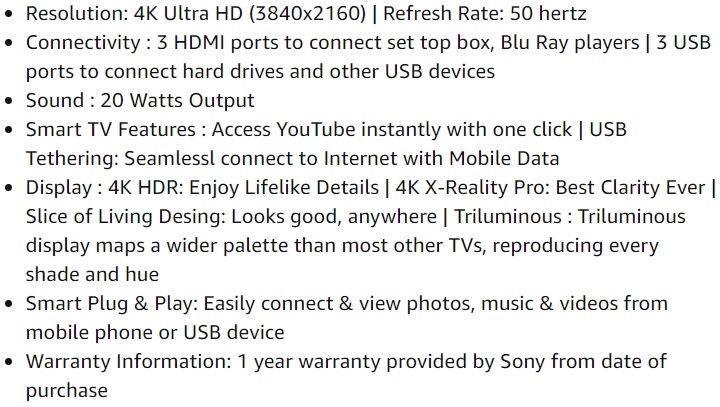 • Resolution: 4K Ultra HD (3840x2160) | Refresh Rate: 50 hertz
• Connectivity : 3 HDMI ports to connect set top box, Blu Ray players | 3 USB
ports to connect hard drives and other USB devices
• Sound : 20 Watts Output
• Smart TV Features : Access YouTube instantly with one click | USB
Tethering: Seamlessl connect to Internet with Mobile Data
• Display : 4K HDR: Enjoy Lifelike Details | 4K X-Reality Pro: Best Clarity Ever |
Slice of Living Desing: Looks good, anywhere | Triluminous : Triluminous
display maps a wider palette than most other TVs, reproducing every
shade and hue
• Smart Plug & Play: Easily connect & view photos, music & videos from
mobile phone or USB device
• Warranty Information: 1 year warranty provided by Sony from date of
purchase